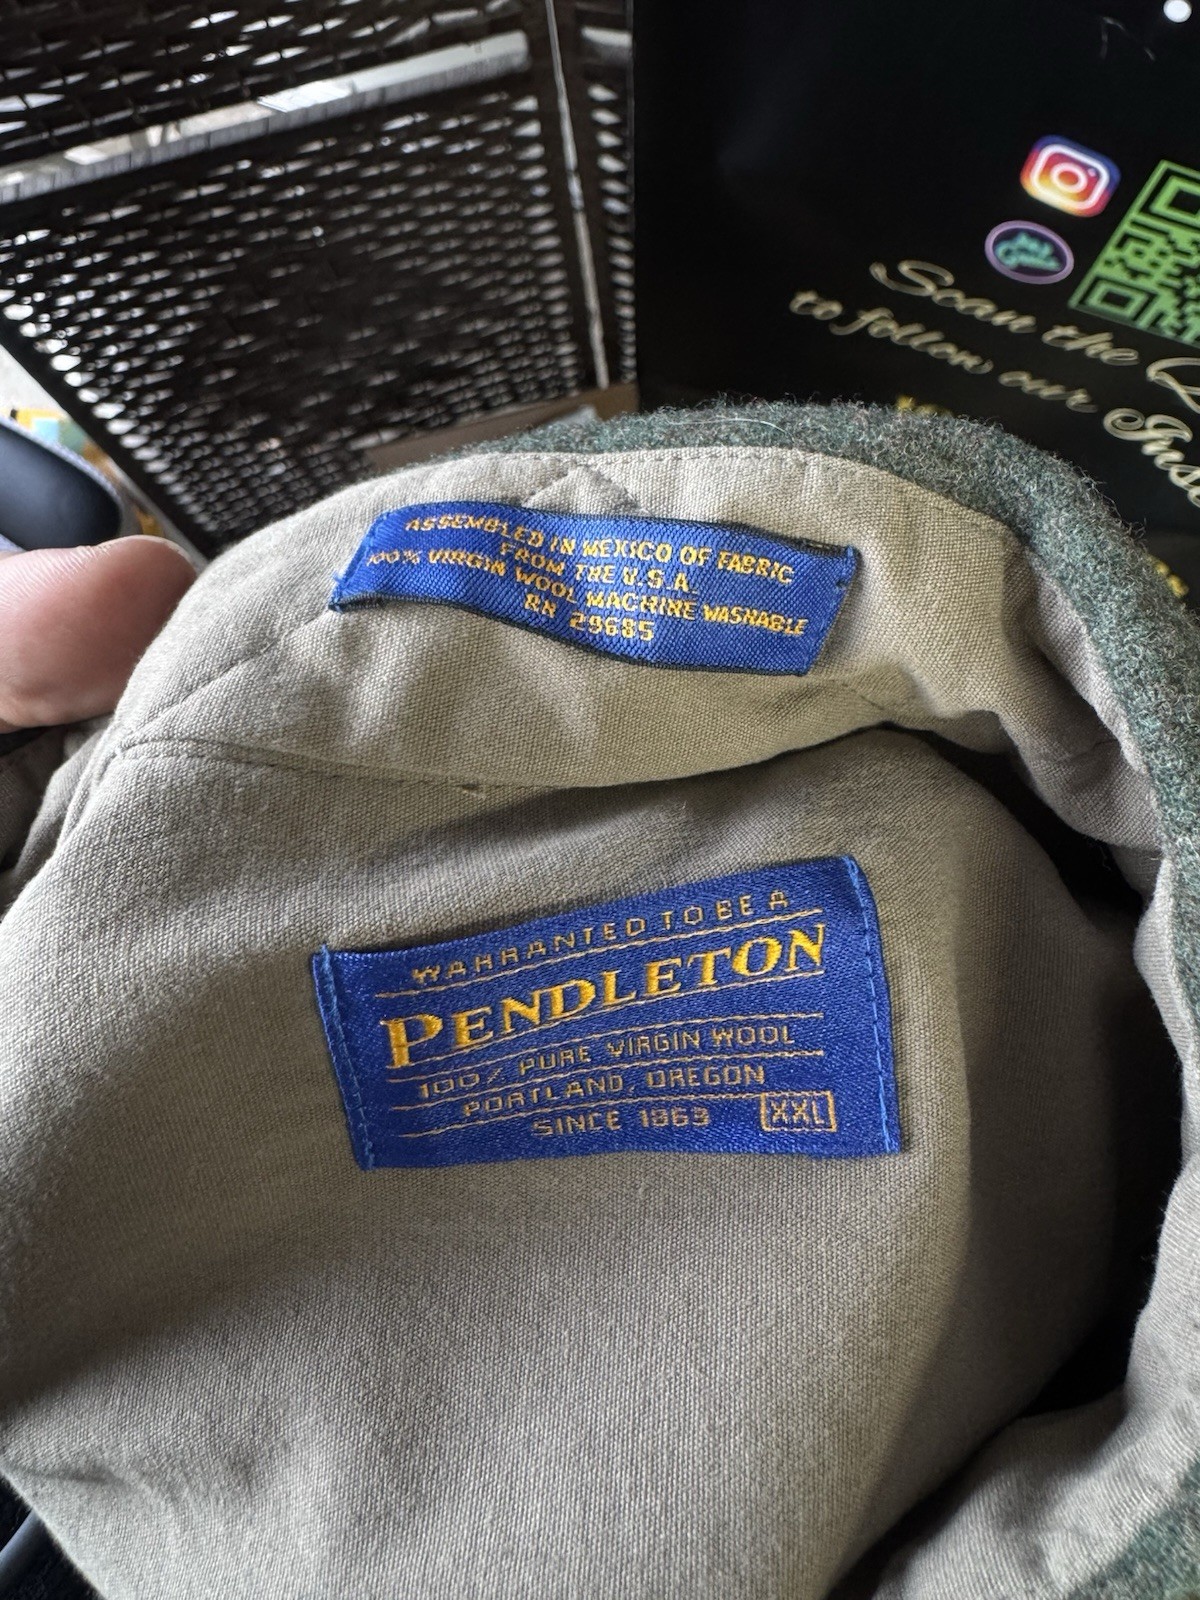 Scan the
to follow our
ASSEMBLED IN MEXICO OF FABRIC
FROM THE U.S.A.
100% VIRGIN WOOL MACHINE WASHABLE
RN 29685
WARRANTED TO BE A
PENDLETON
100% PURE VIRGIN WOOL
PORTLAND, OREGON
SINCE 1863 XXL